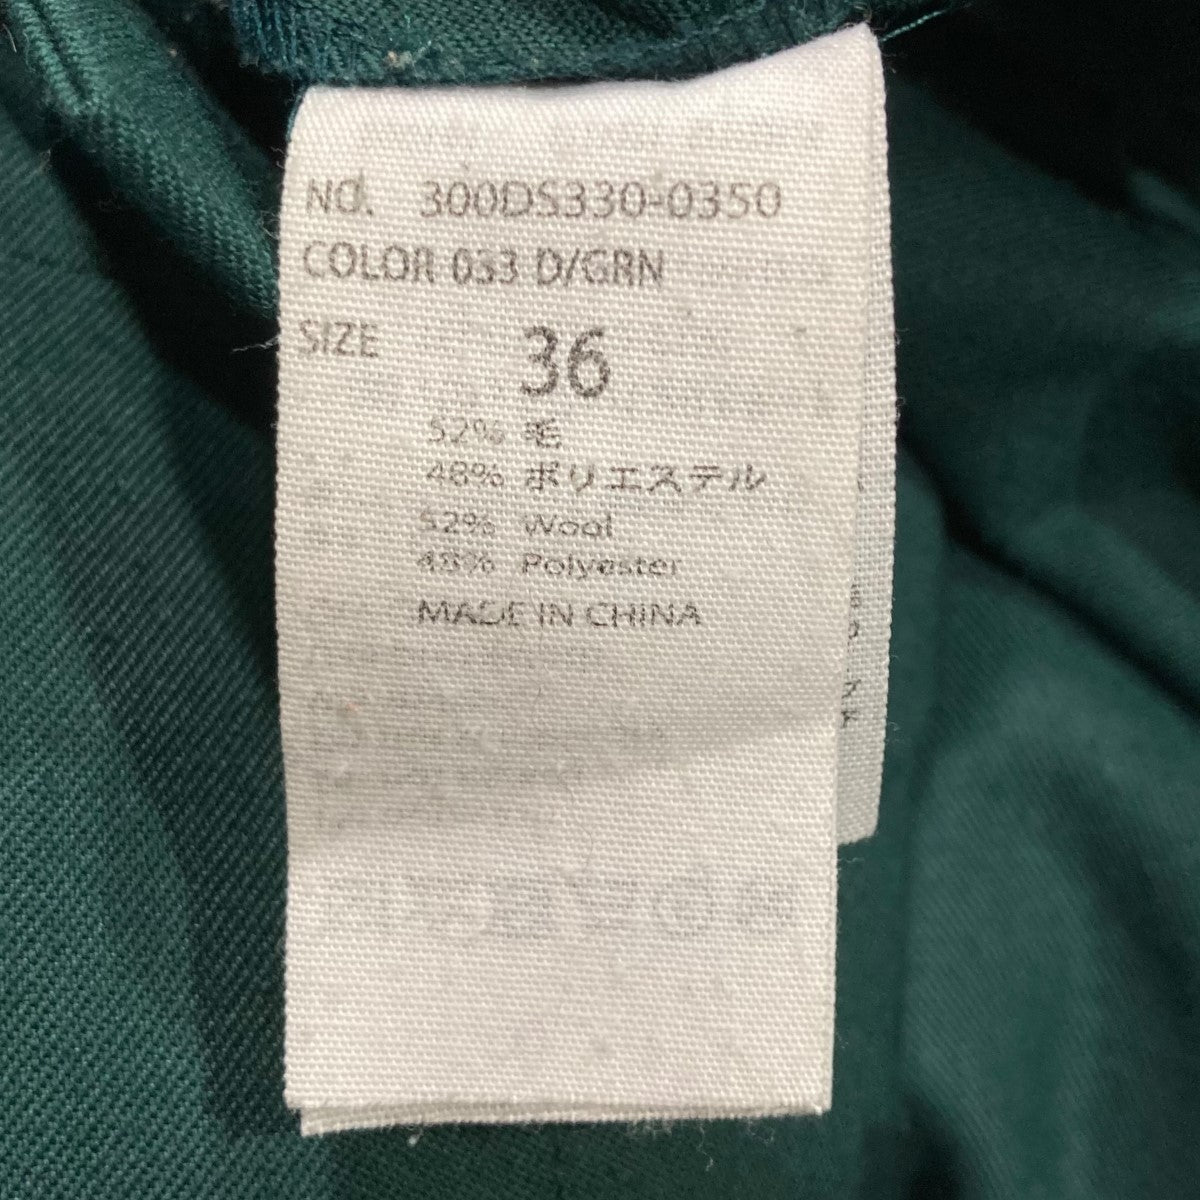 NO. 300DS330-0350
COLOR 033 D/GRN
SIZE 36
52% 毛
48% ポリエステル
52% Wool
48% Polyester
MADE IN CHINA